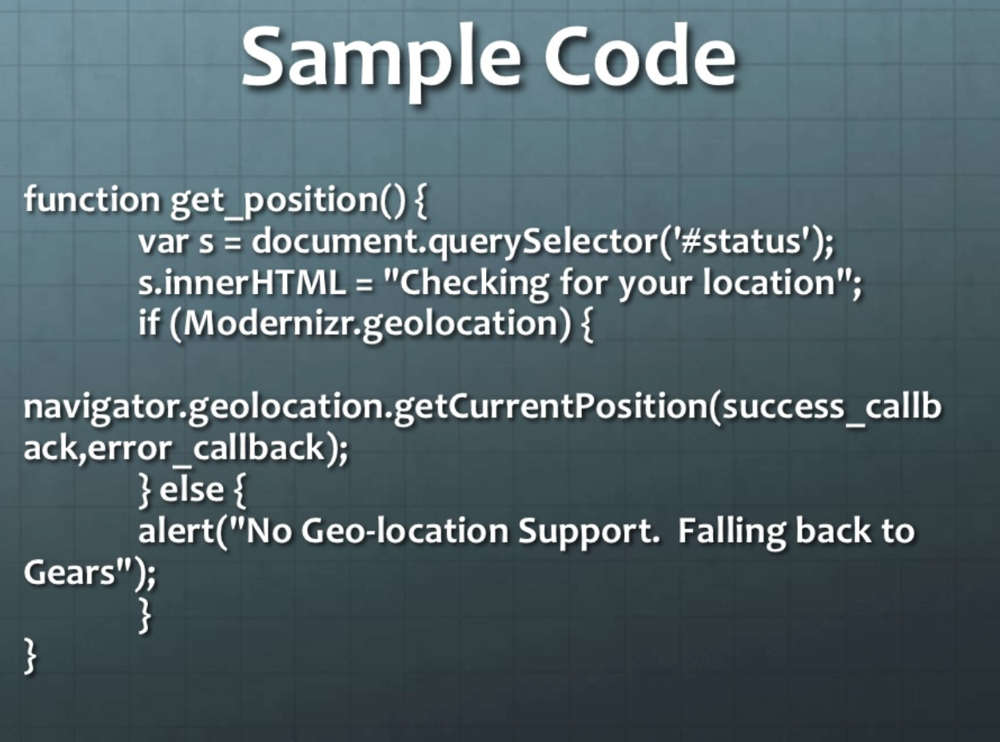 Sample Code
function get_position() {
var s = document.querySelector('#status');
s.innerHTML = "Checking for your location";
if (Modernizr.geolocation) {
navigator.geolocation.getCurrentPosition(success_callb
ack,error_callback);
} else {
alert("No Geo-location Support.  Falling back to
Gears");
}
}